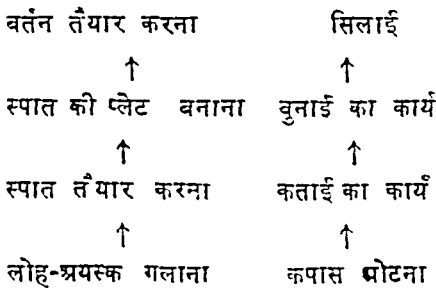 बर्तन तैयार करना सिलाई
↑ ↑
स्पात की प्लेट बनाना बुनाई का कार्य
↑ ↑
स्पात तैयार करना कताई का कार्य
↑ ↑
लोह-अयस्क गलाना कपास ओटना